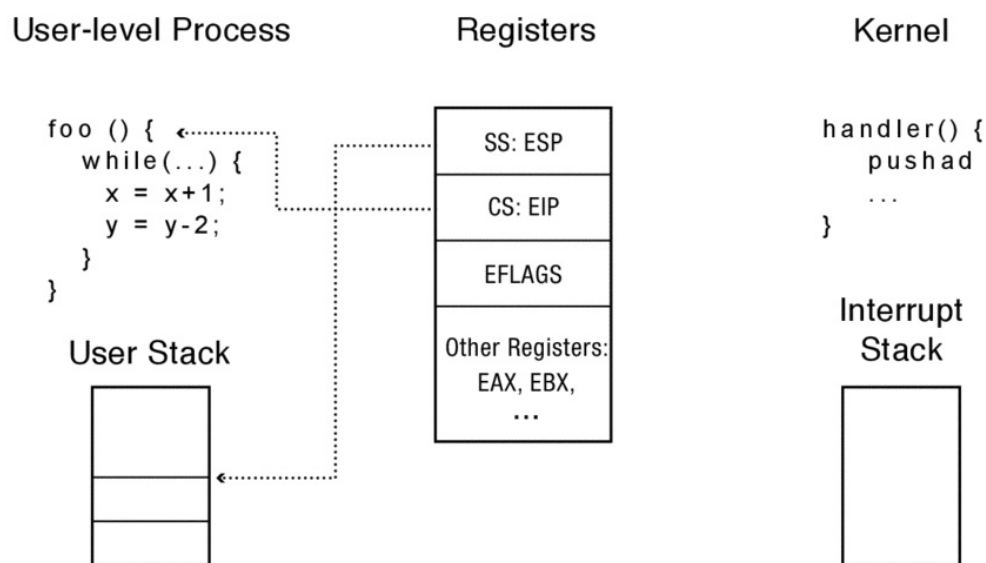 User-level Process
Registers
Kernel
foo () {
while(...) {
x = x+1;
y = y-2;
}
}
SS: ESP
CS: EIP
EFLAGS
Other Registers:
EAX, EBX,
...
handler() {
pushad
...
}
User Stack
Interrupt
Stack